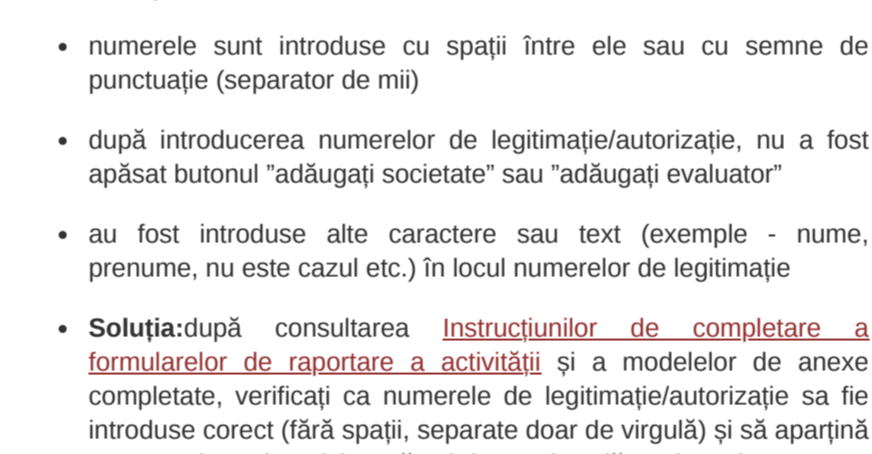 • numerele sunt introduse cu spații între ele sau cu semne de
punctuație (separator de mii)
• după introducerea numerelor de legitimație/autorizație, nu a fost
apăsat butonul ”adăugați societate” sau ”adăugați evaluator”
• au fost introduse alte caractere sau text (exemple - nume,
prenume, nu este cazul etc.) în locul numerelor de legitimație
• Soluția:după consultarea Instrucțiunilor de completare a
formularelor de raportare a activității și a modelelor de anexe
completate, verificați ca numerele de legitimație/autorizație sa fie
introduse corect (fără spații, separate doar de virgulă) și să aparțină